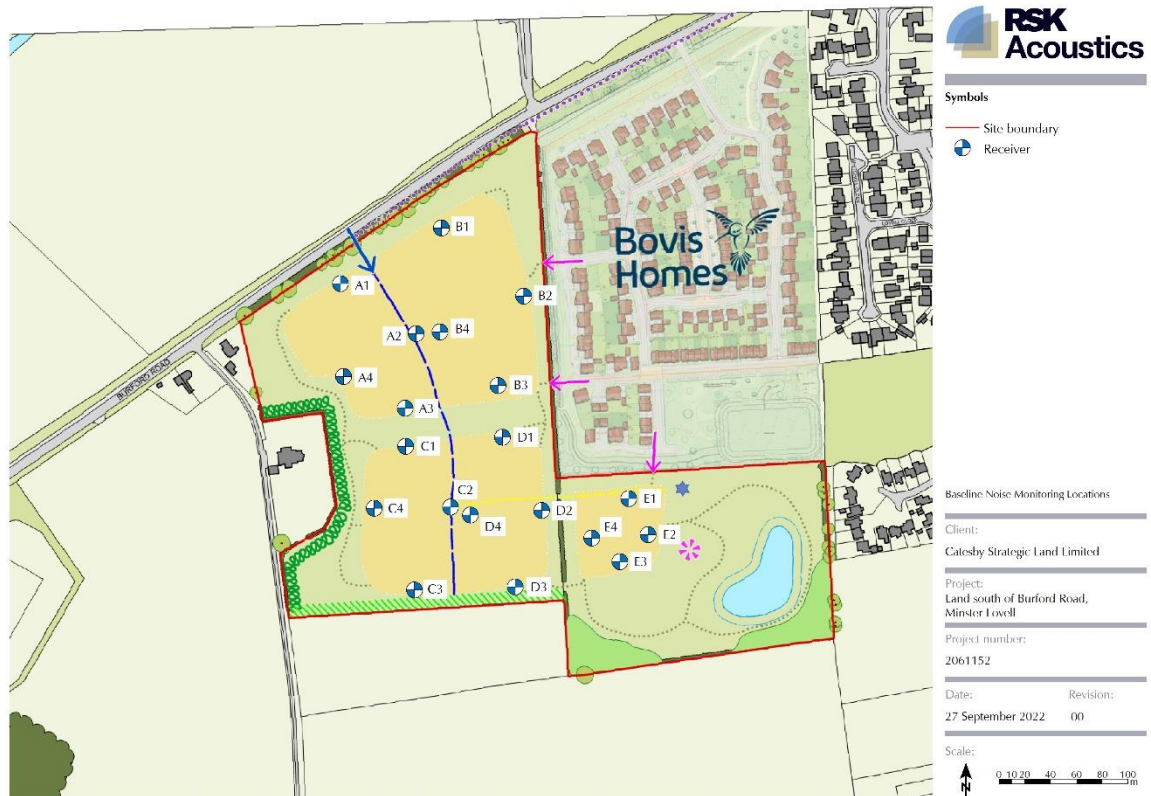 RSK
Acoustics
Symbols
Site boundary
Receiver
Bovis
Homes
BURFORD ROAD
B1
A1
B2
A2
B4
A4
B3
A3
D1
C1
C2
E1
C4
D4
D2
E4
E2
E3
C3
D3
Baseline Noise Monitoring Locations
Client:
Catesby Strategic Land Limited
Project:
Land south of Burford Road,
Minster Lovell
Project number:
2061152
Date: Revision:
27 September 2022 00
Scale:
N
0 10 20 40 60 80 100
m